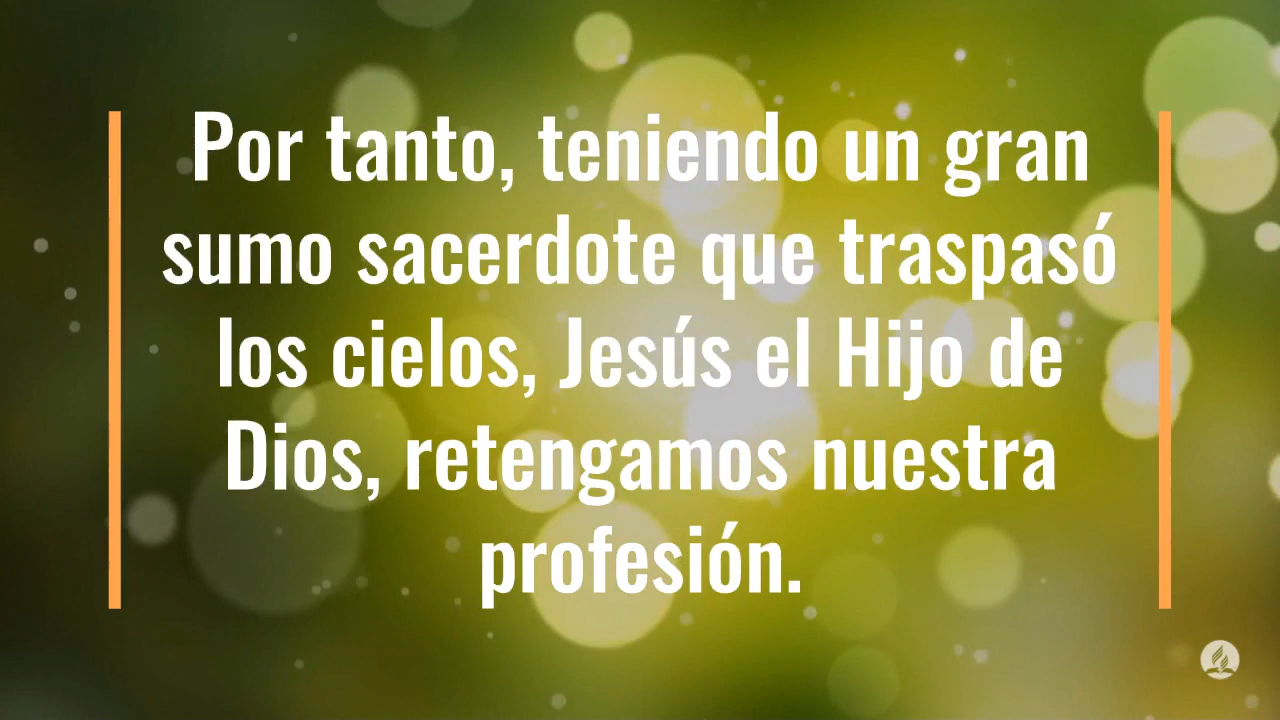 Por tanto, teniendo un gran
sumo sacerdote que traspasó
los cielos, Jesús el Hijo de
Dios, retengamos nuestra
profesión.